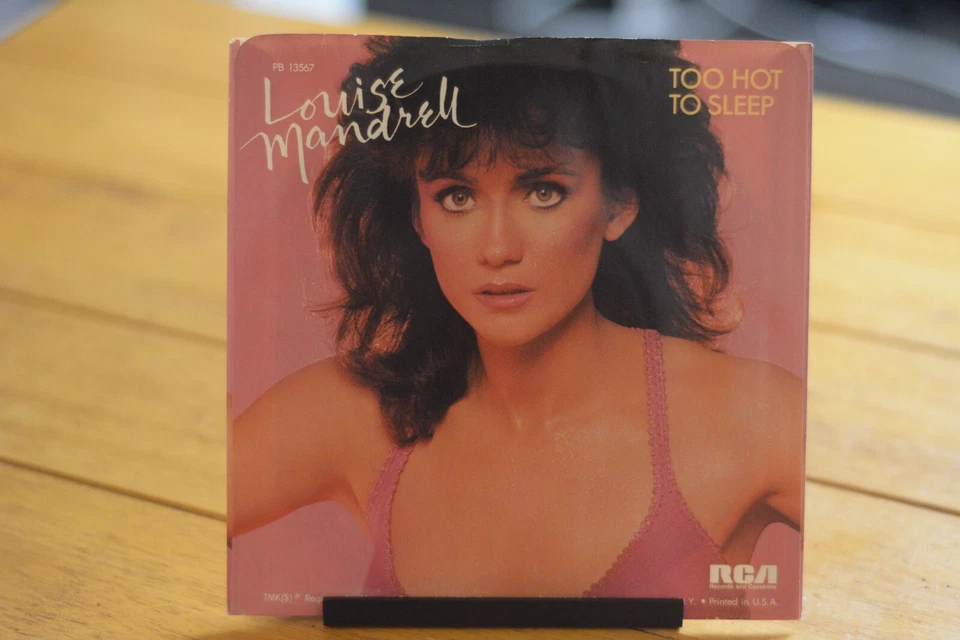 PB 13567
Louise
Mandrell
TOO HOT
TO SLEEP
RCA
Records and Cassettes
TMK(S) ®
.Y. • Printed in U.S.A.